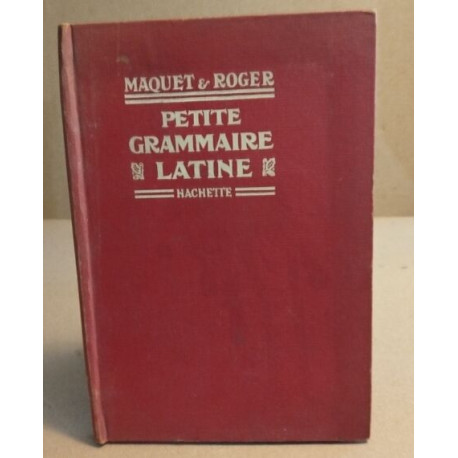 MAQUET & ROGER
PETITE
GRAMMAIRE
LATINE
HACHETTE